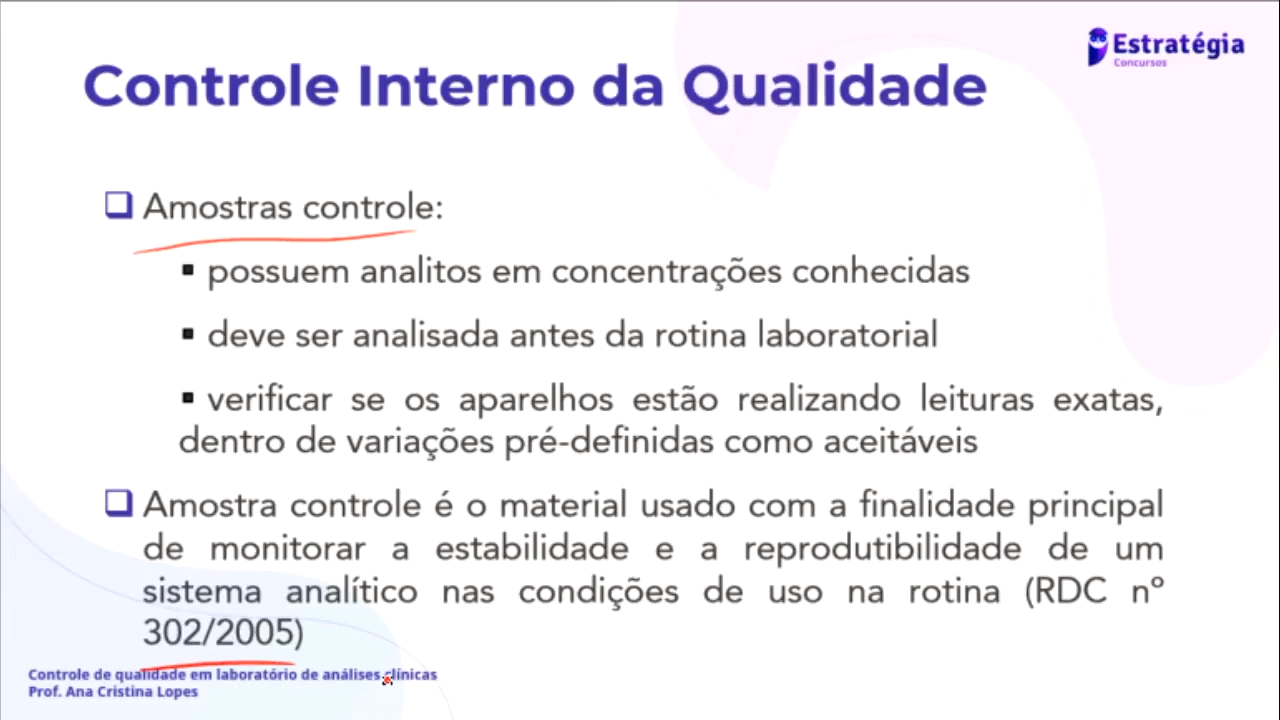 Estratégia
Concursos
Controle Interno da Qualidade
Amostras controle:
possuem analitos em concentrações conhecidas
deve ser analisada antes da rotina laboratorial
verificar se os aparelhos estão realizando leituras exatas,
dentro de variações pré-definidas como aceitáveis
Amostra controle é o material usado com a finalidade principal
de monitorar a estabilidade e a reprodutibilidade de um
sistema analítico nas condições de uso na rotina (RDC nº
302/2005)
Controle de qualidade em laboratório de análises clínicas
Prof. Ana Cristina Lopes